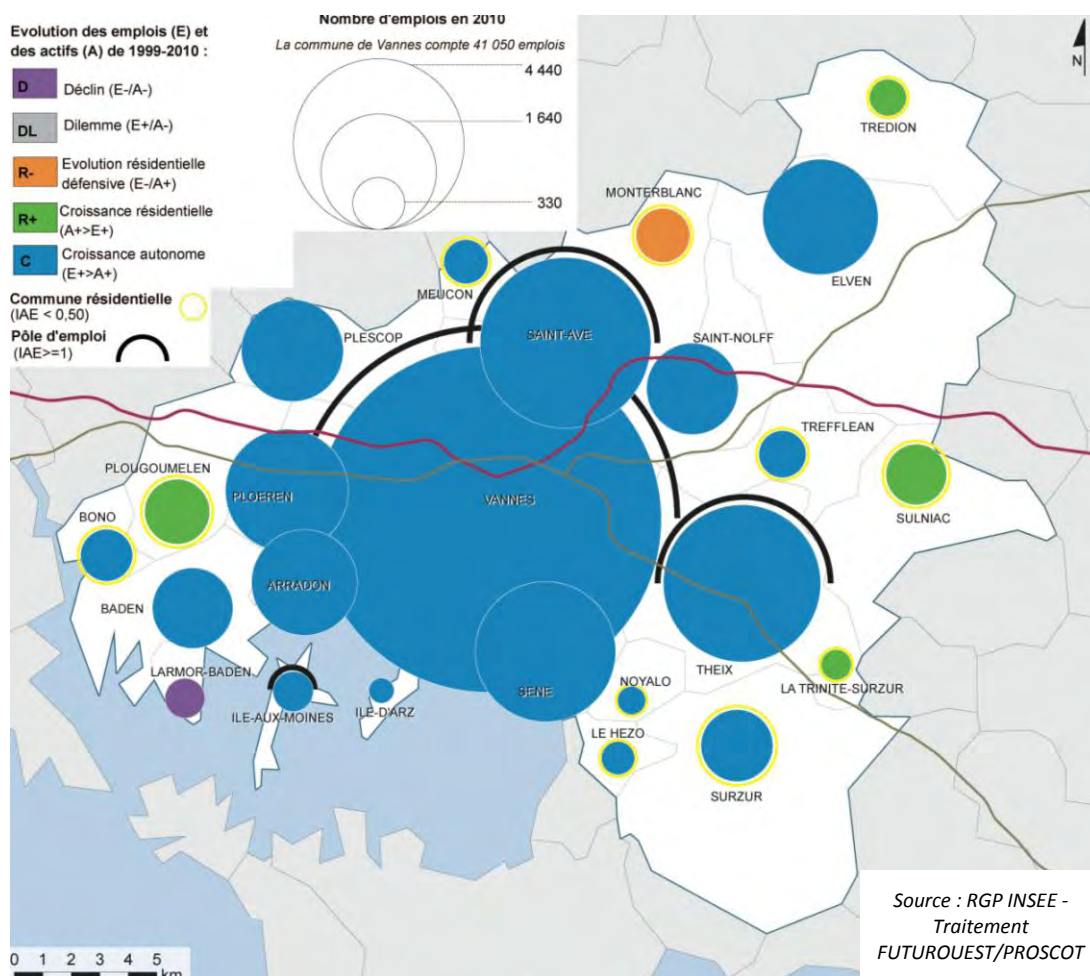 Nombre d'emplois en 2010
La commune de Vannes compte 41 050 emplois
4 440
1 640
330
Evolution des emplois (E) et
des actifs (A) de 1999-2010 :
D Déclin (E-/A-)
DL Dilemme (E+/A-)
R- Evolution résidentielle
défensive (E-/A+)
R+ Croissance résidentielle
(A+>E+)
C Croissance autonome
(E+>A+)
Commune résidentielle
(IAE < 0,50)
Pôle d'emploi
(IAE>=1)
N
TREDION
MONTERBLANC
ELVEN
MEUCON
PLESCOP
SAINT-AVE
SAINT-NOLFF
TREFFLEAN
PLOUGOUMELEN
PLOEREN
VANNES
SULNIAC
BONO
ARRADON
BADEN
LARMOR-BADEN
ILE-AUX-MOINES
ILE-D'ARZ
SENE
THEIX
NOYALO
LA TRINITE-SURZUR
LE HEZO
SURZUR
Source : RGP INSEE -
Traitement
FUTUROUEST/PROSCOT
0 1 2 3 4 5
km